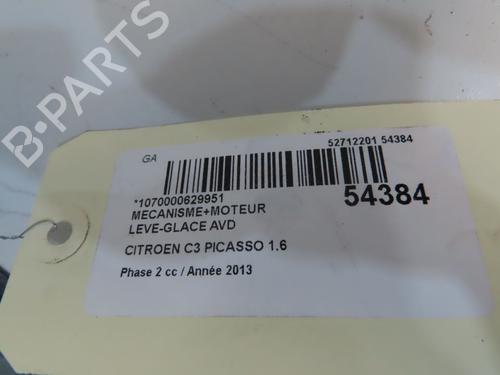 B-PARTS
GA
52712201 54384
*1070000629951
54384
MECANISME+MOTEUR
LEVE-GLACE AVD
CITROEN C3 PICASSO 1.6
Phase 2 cc / Année 2013